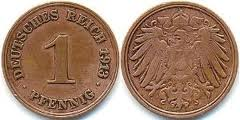 DEUTSCHES REICH 1913
1
PFENNIG